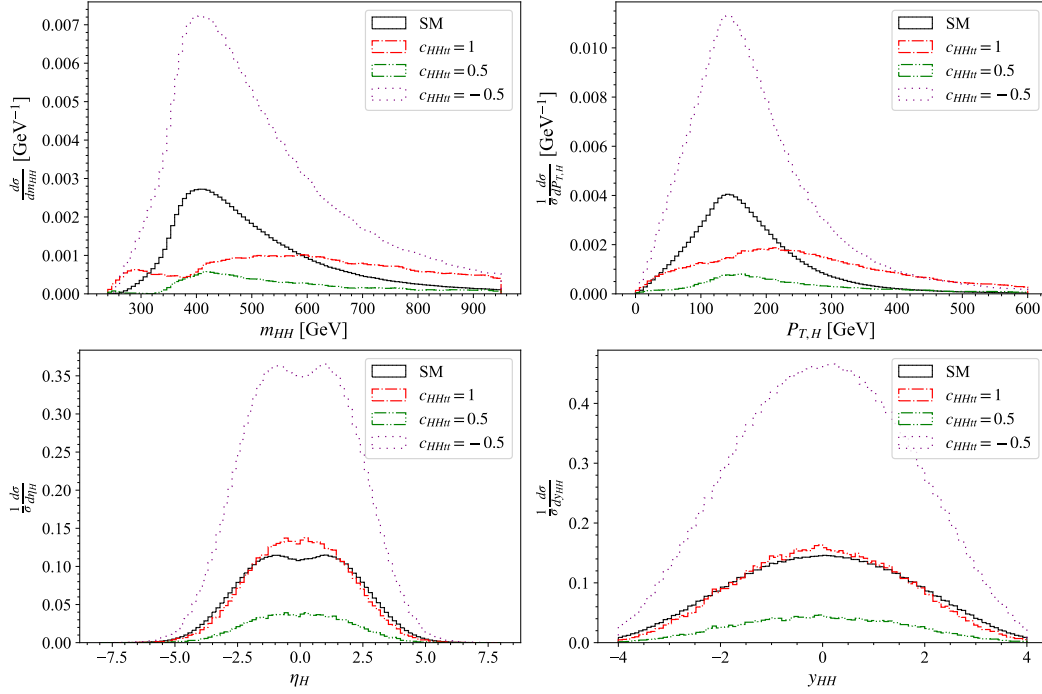 0.007
0.006
0.005
0.004
0.003
0.002
0.001
0.000
dσ/dm_HH [GeV⁻¹]
SM
c_HHtt = 1
c_HHtt = 0.5
c_HHtt = −0.5
300 400 500 600 700 800 900
m_HH [GeV]
0.010
0.008
0.006
0.004
0.002
0.000
1/σ dσ/dP_T,H [GeV⁻¹]
SM
c_HHtt = 1
c_HHtt = 0.5
c_HHtt = −0.5
0 100 200 300 400 500 600
P_T,H [GeV]
0.35
0.30
0.25
0.20
0.15
0.10
0.05
0.00
1/σ dσ/dη_H
SM
c_HHtt = 1
c_HHtt = 0.5
c_HHtt = −0.5
−7.5 −5.0 −2.5 0.0 2.5 5.0 7.5
η_H
0.4
0.3
0.2
0.1
0.0
1/σ dσ/dy_HH
SM
c_HHtt = 1
c_HHtt = 0.5
c_HHtt = −0.5
−4 −2 0 2 4
y_HH